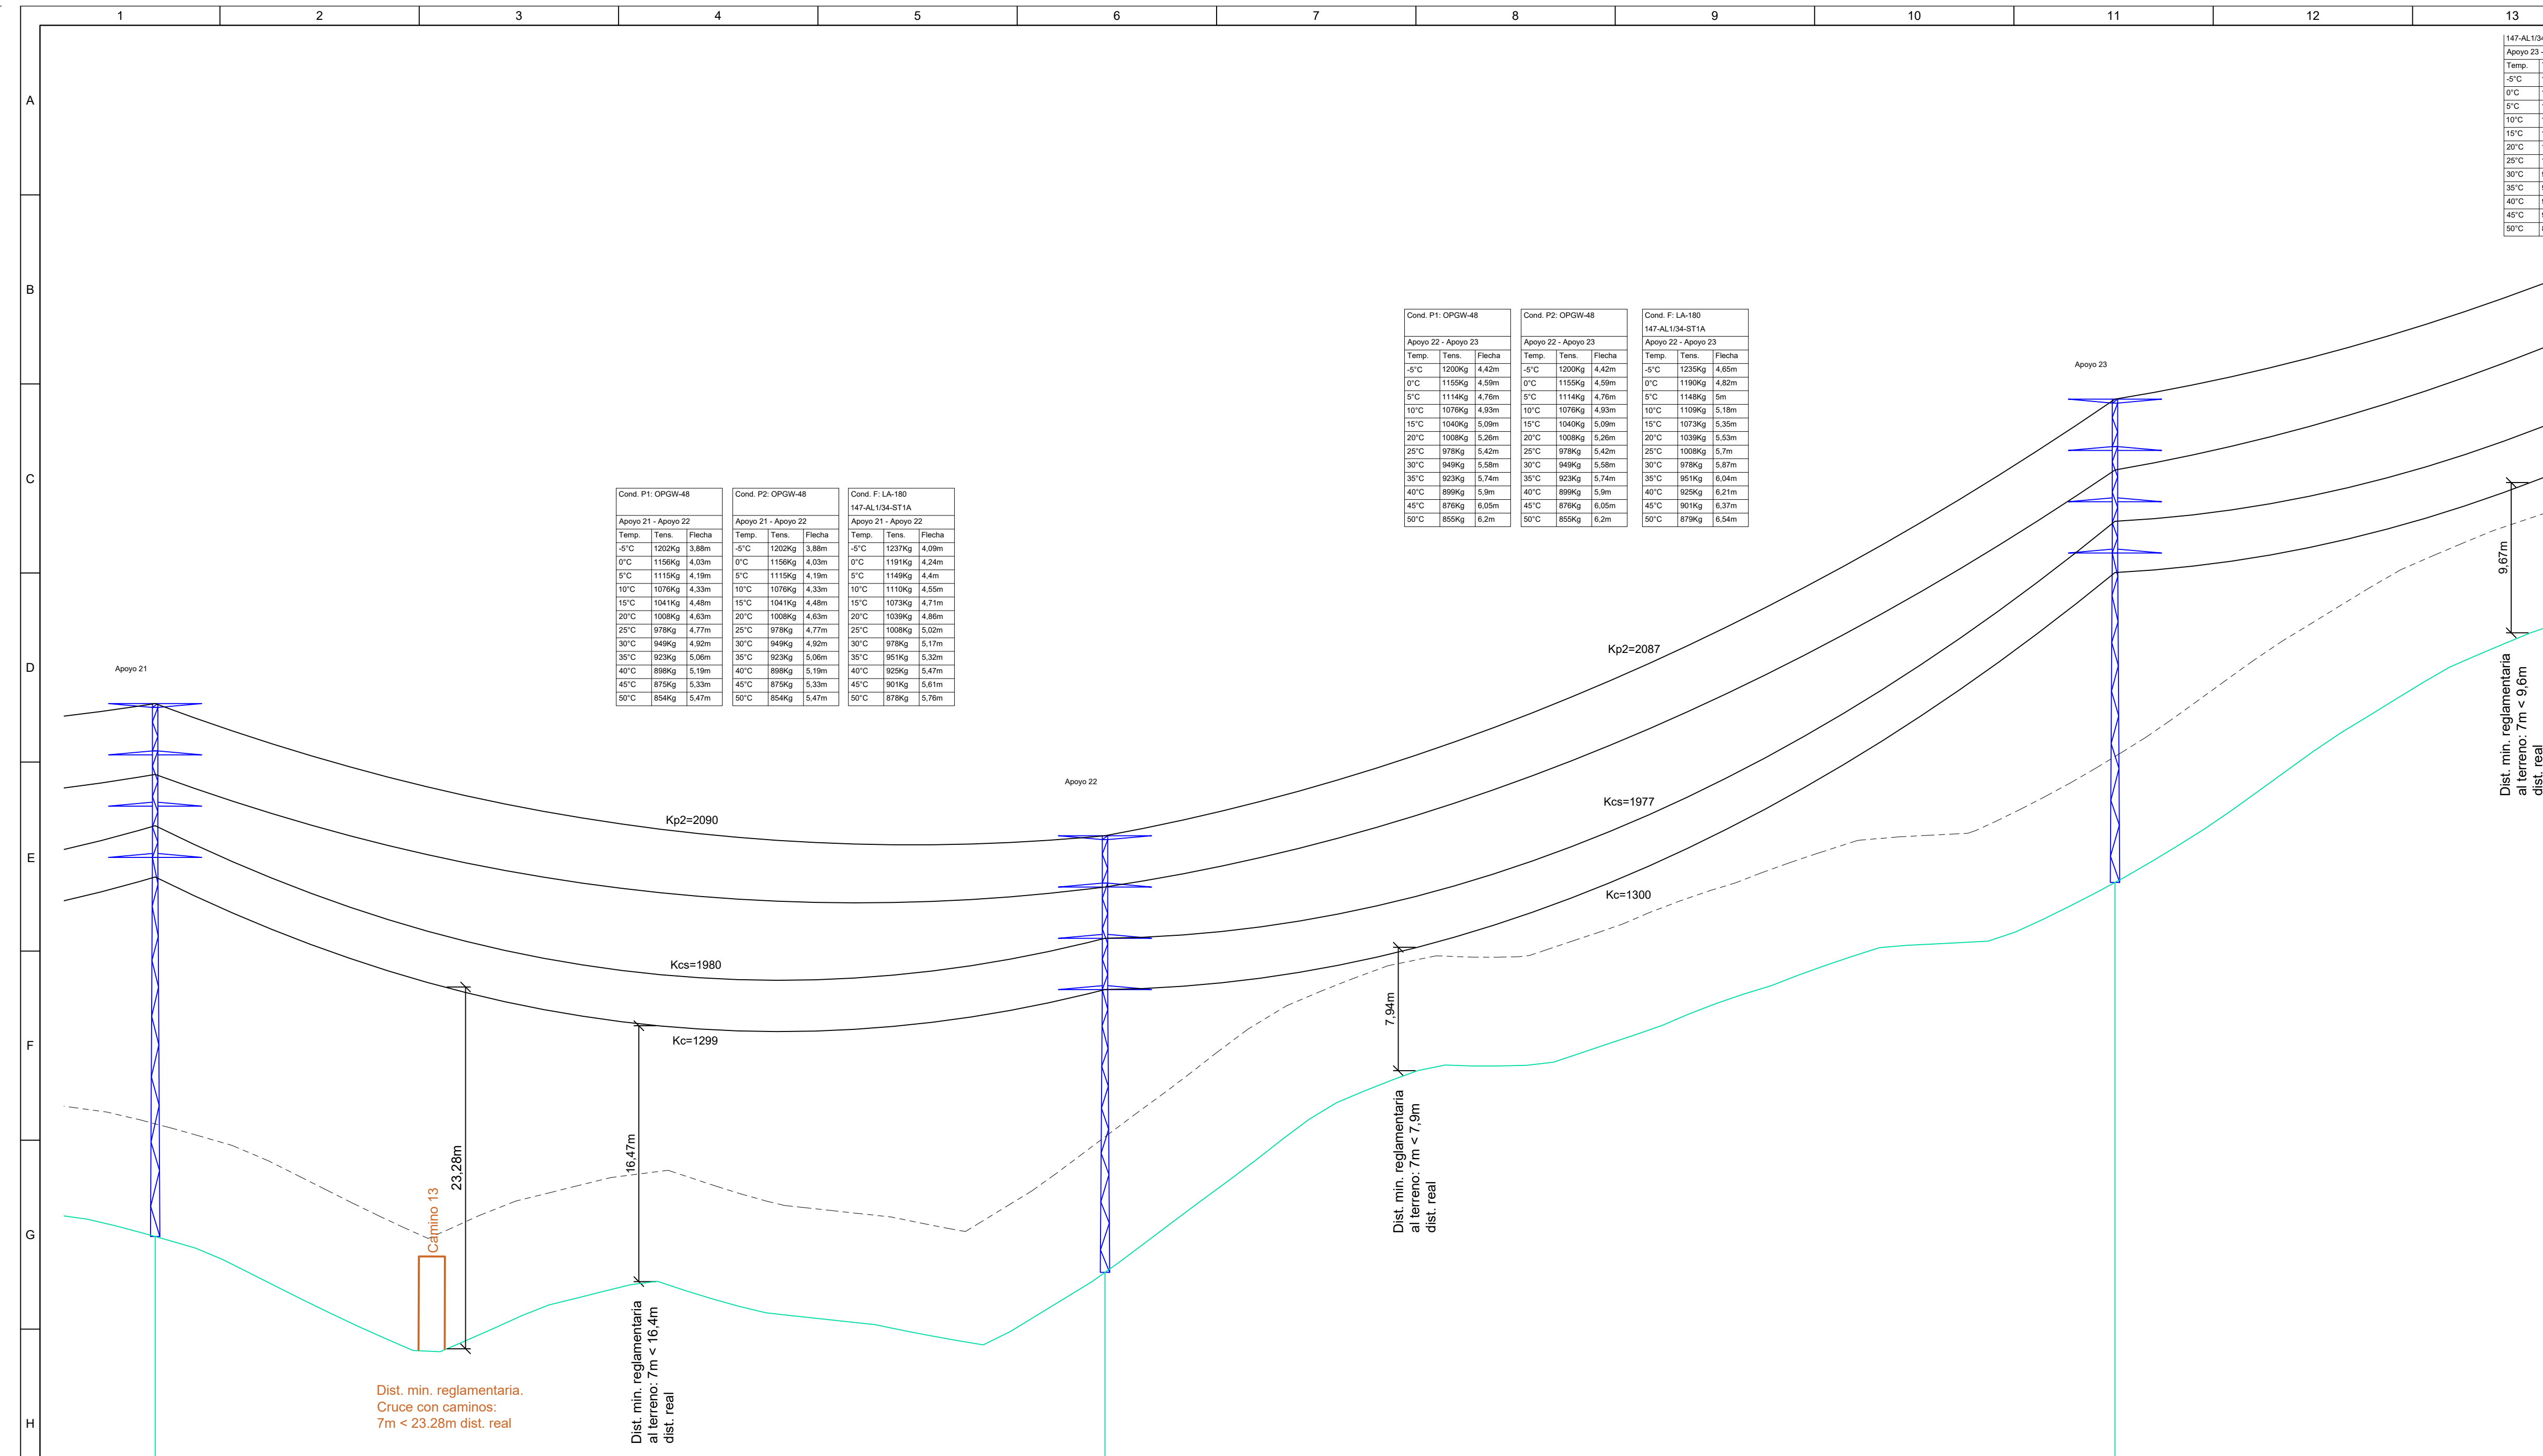 1 2 3 4 5 6 7 8 9 10 11 12 13
A
B
C
D
E
F
G
H
147-AL1/34
Apoyo 23 -
Temp.
-5°C
0°C
5°C
10°C
15°C
20°C
25°C
30°C
35°C
40°C
45°C
50°C
Cond. P1: OPGW-48
Apoyo 22 - Apoyo 23
Temp. Tens. Flecha
-5°C 1200Kg 4,42m
0°C 1155Kg 4,59m
5°C 1114Kg 4,76m
10°C 1076Kg 4,93m
15°C 1040Kg 5,09m
20°C 1008Kg 5,26m
25°C 978Kg 5,42m
30°C 949Kg 5,58m
35°C 923Kg 5,74m
40°C 899Kg 5,9m
45°C 876Kg 6,05m
50°C 855Kg 6,2m
Cond. P2: OPGW-48
Apoyo 22 - Apoyo 23
Temp. Tens. Flecha
-5°C 1200Kg 4,42m
0°C 1155Kg 4,59m
5°C 1114Kg 4,76m
10°C 1076Kg 4,93m
15°C 1040Kg 5,09m
20°C 1008Kg 5,26m
25°C 978Kg 5,42m
30°C 949Kg 5,58m
35°C 923Kg 5,74m
40°C 899Kg 5,9m
45°C 876Kg 6,05m
50°C 855Kg 6,2m
Cond. F: LA-180
147-AL1/34-ST1A
Apoyo 22 - Apoyo 23
Temp. Tens. Flecha
-5°C 1235Kg 4,65m
0°C 1190Kg 4,82m
5°C 1148Kg 5m
10°C 1109Kg 5,18m
15°C 1073Kg 5,35m
20°C 1039Kg 5,53m
25°C 1008Kg 5,7m
30°C 978Kg 5,87m
35°C 951Kg 6,04m
40°C 925Kg 6,21m
45°C 901Kg 6,37m
50°C 879Kg 6,54m
Apoyo 23
Cond. P1: OPGW-48
Apoyo 21 - Apoyo 22
Temp. Tens. Flecha
-5°C 1202Kg 3,88m
0°C 1156Kg 4,03m
5°C 1115Kg 4,19m
10°C 1076Kg 4,33m
15°C 1041Kg 4,48m
20°C 1008Kg 4,63m
25°C 978Kg 4,77m
30°C 949Kg 4,92m
35°C 923Kg 5,06m
40°C 898Kg 5,19m
45°C 875Kg 5,33m
50°C 854Kg 5,47m
Cond. P2: OPGW-48
Apoyo 21 - Apoyo 22
Temp. Tens. Flecha
-5°C 1202Kg 3,88m
0°C 1156Kg 4,03m
5°C 1115Kg 4,19m
10°C 1076Kg 4,33m
15°C 1041Kg 4,48m
20°C 1008Kg 4,63m
25°C 978Kg 4,77m
30°C 949Kg 4,92m
35°C 923Kg 5,06m
40°C 898Kg 5,19m
45°C 875Kg 5,33m
50°C 854Kg 5,47m
Cond. F: LA-180
147-AL1/34-ST1A
Apoyo 21 - Apoyo 22
Temp. Tens. Flecha
-5°C 1237Kg 4,09m
0°C 1191Kg 4,24m
5°C 1149Kg 4,4m
10°C 1110Kg 4,55m
15°C 1073Kg 4,71m
20°C 1039Kg 4,86m
25°C 1008Kg 5,02m
30°C 978Kg 5,17m
35°C 951Kg 5,32m
40°C 925Kg 5,47m
45°C 901Kg 5,61m
50°C 878Kg 5,76m
Apoyo 21
Apoyo 22
Kp2=2090
Kcs=1980
Kc=1299
Kp2=2087
Kcs=1977
Kc=1300
9,67m
Dist. min. reglamentaria
al terreno: 7m < 9,6m
dist. real
7,94m
Dist. min. reglamentaria
al terreno: 7m < 7,9m
dist. real
16,47m
Dist. min. reglamentaria
al terreno: 7m < 16,4m
dist. real
23,28m
Camino 13
Dist. min. reglamentaria.
Cruce con caminos:
7m < 23.28m dist. real